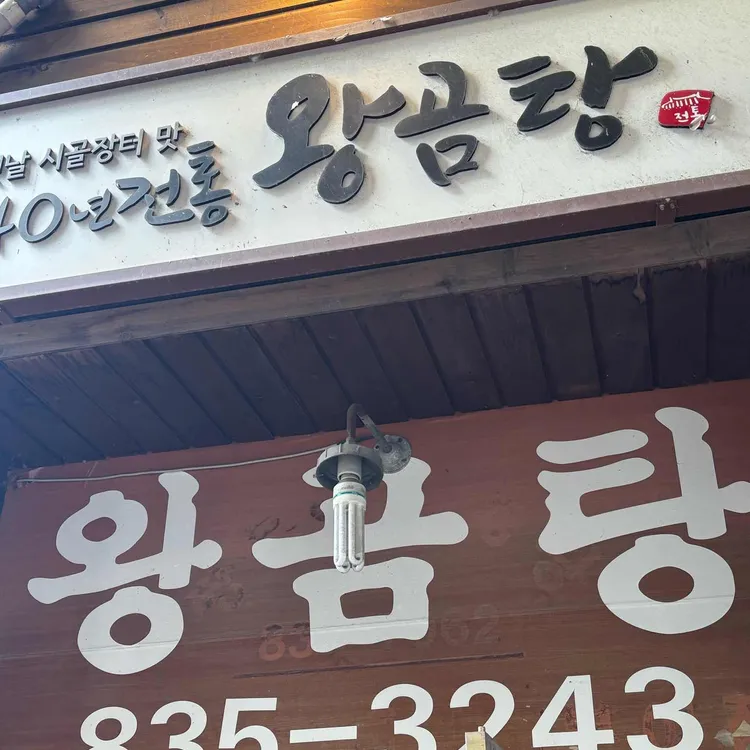 시골장터 맛
0년전통 왕곰탕
전통
왕곰탕
835-3243